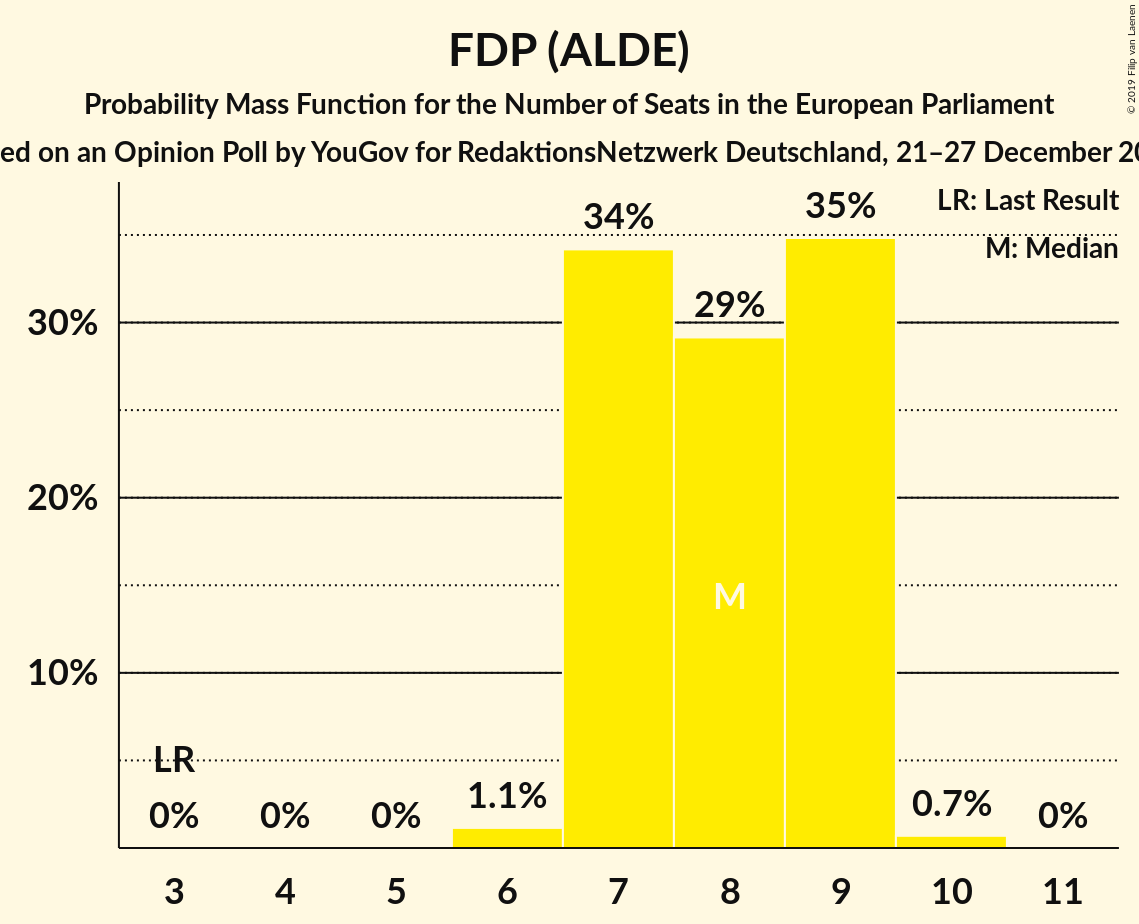 FDP (ALDE)
Probability Mass Function for the Number of Seats in the European Parliament
ed on an Opinion Poll by YouGov for RedaktionsNetzwerk Deutschland, 21–27 December 20
© 2019 Filip van Laenen
LR: Last Result
M: Median
34%
35%
29%
30%
20%
10%
M
LR
0%
0%
0%
1.1%
0.7%
0%
3 4 5 6 7 8 9 10 11